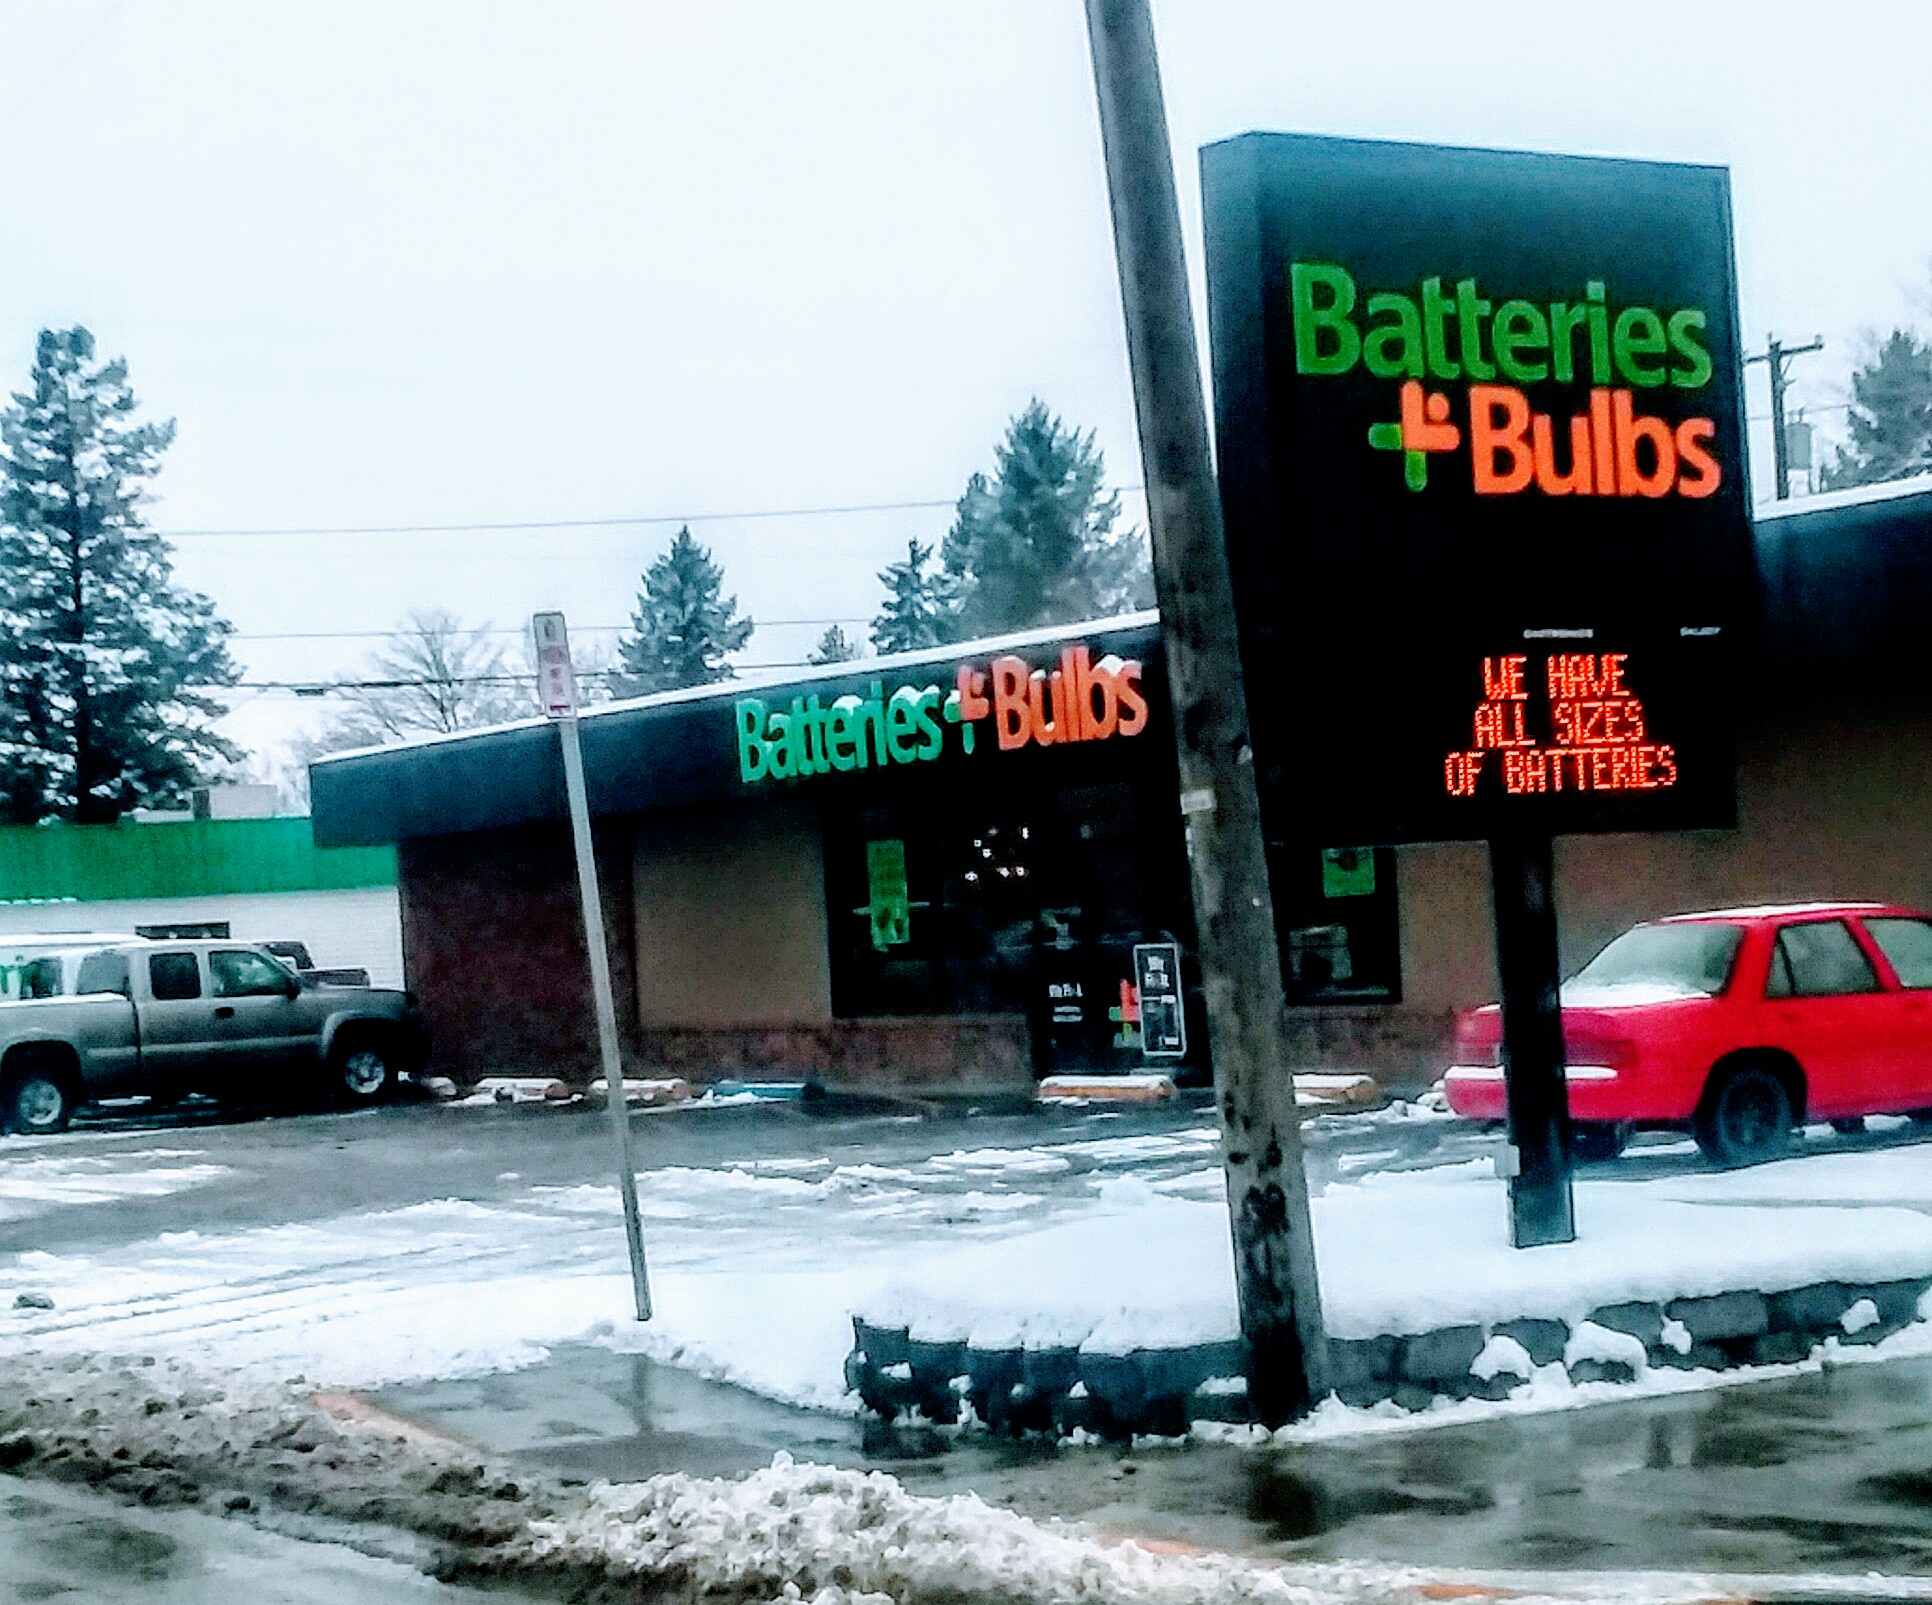 Batteries
+Bulbs
WE HAVE
ALL SIZES
OF BATTERIES
Batteries+Bulbs